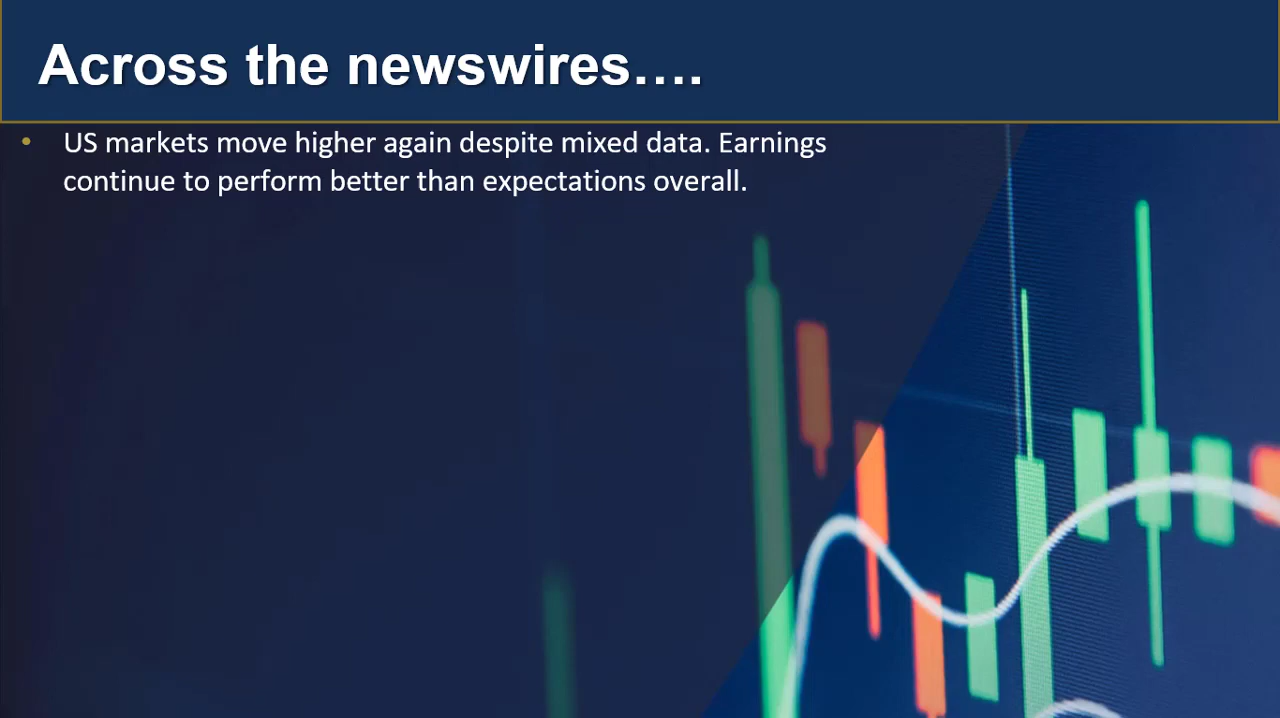 Across the newswires….
• US markets move higher again despite mixed data. Earnings
continue to perform better than expectations overall.